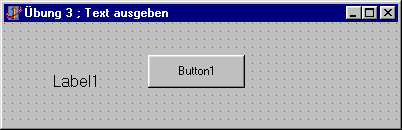 Übung 3 ; Text ausgeben
Label1
Button1